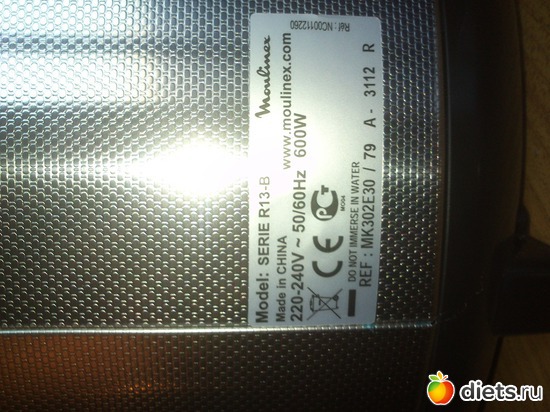 Moulinex
www.moulinex.com
Réf : NC00112260
Model: SERIE R13-B
Made in CHINA
220-240V ~ 50/60Hz 600W
CE
DO NOT IMMERSE IN WATER
REF : MK302E30 / 79 A - 3112 R
diets.ru